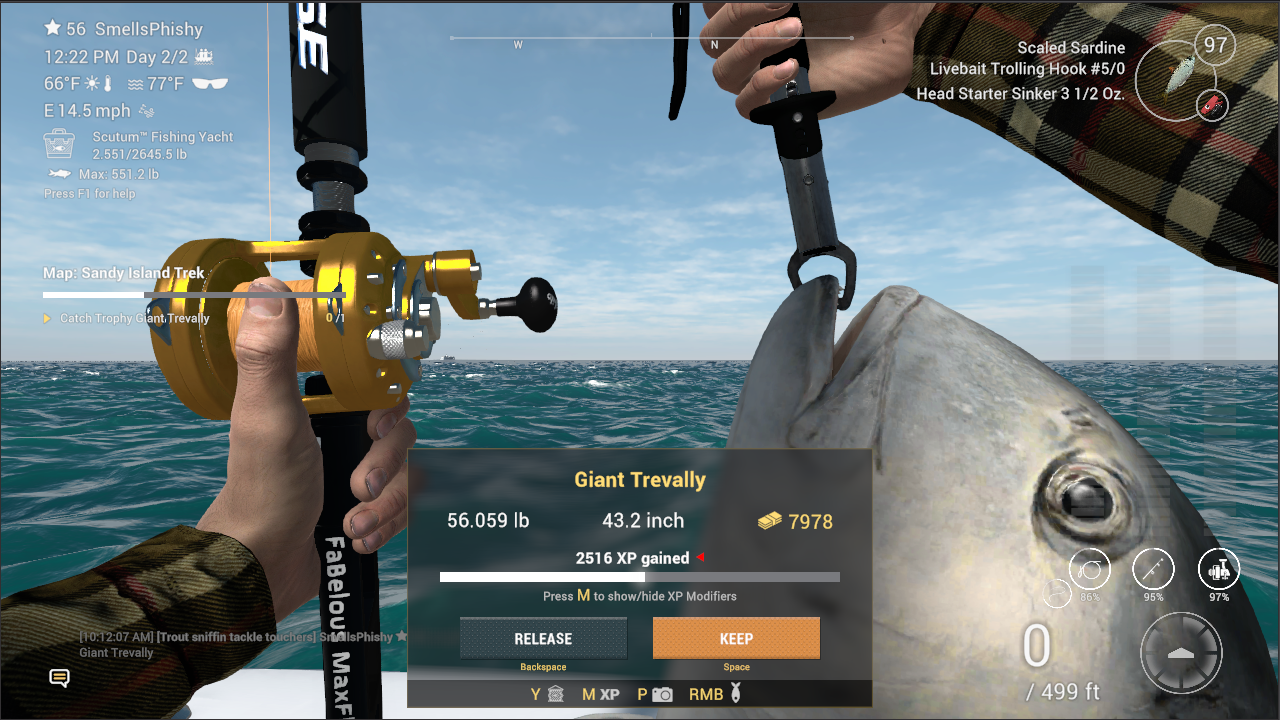 56 SmellsPhishy
12:22 PM Day 2/2
66°F 77°F
E 14.5 mph
Scutum™ Fishing Yacht
2.551/2645.5 lb
Max: 551.2 lb
Press F1 for help
W
N
Scaled Sardine
97
Livebait Trolling Hook #5/0
Head Starter Sinker 3 1/2 Oz.
Map: Sandy Island Trek
Catch Trophy Giant Trevally 0/1
FaBelous MaxF
Giant Trevally
56.059 lb 43.2 inch 7978
2516 XP gained
Press M to show/hide XP Modifiers
RELEASE KEEP
Backspace Space
Y M XP P RMB
86% 95% 97%
0
/ 499 ft
[10:12:07 AM] [Trout sniffin tackle touchers] SmellsPhishy
Giant Trevally